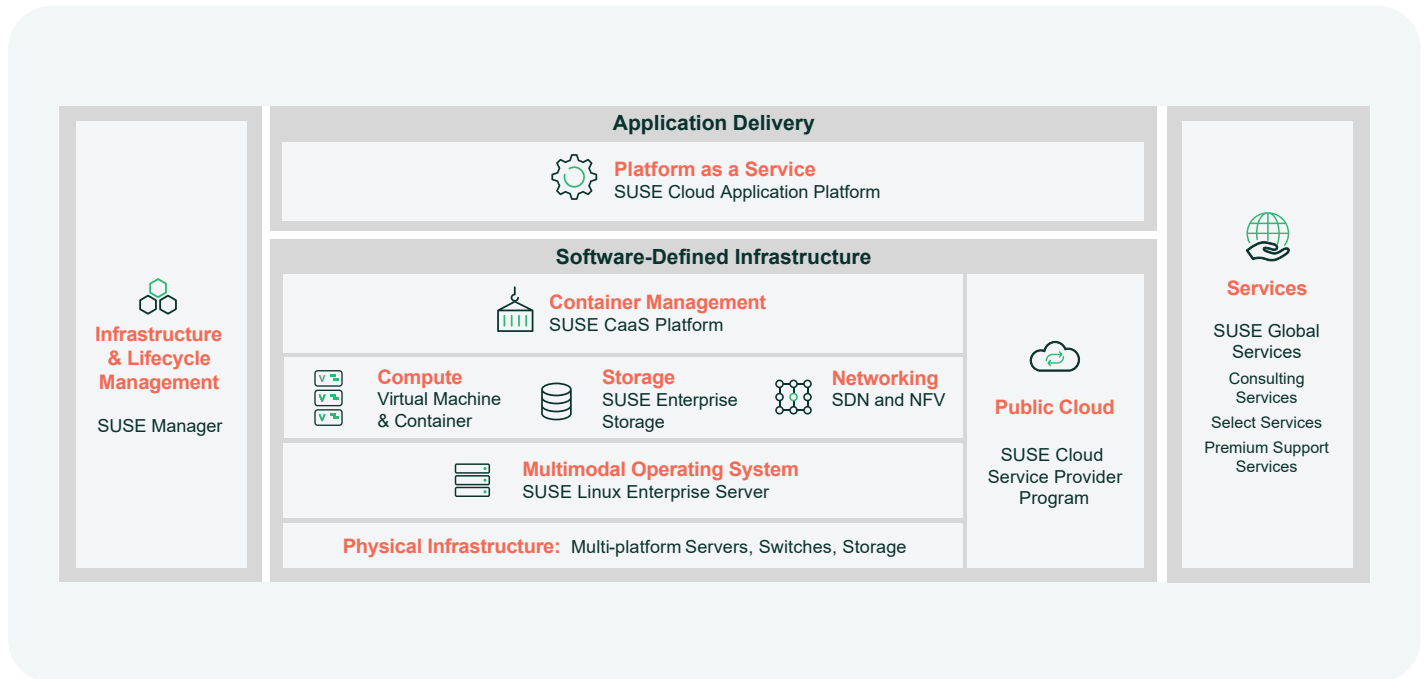 Infrastructure
& Lifecycle
Management
SUSE Manager
Application Delivery
Platform as a Service
SUSE Cloud Application Platform
Software-Defined Infrastructure
Container Management
SUSE CaaS Platform
Compute
Virtual Machine
& Container
Storage
SUSE Enterprise
Storage
Networking
SDN and NFV
Multimodal Operating System
SUSE Linux Enterprise Server
Physical Infrastructure: Multi-platform Servers, Switches, Storage
Public Cloud
SUSE Cloud
Service Provider
Program
Services
SUSE Global
Services
Consulting
Services
Select Services
Premium Support
Services